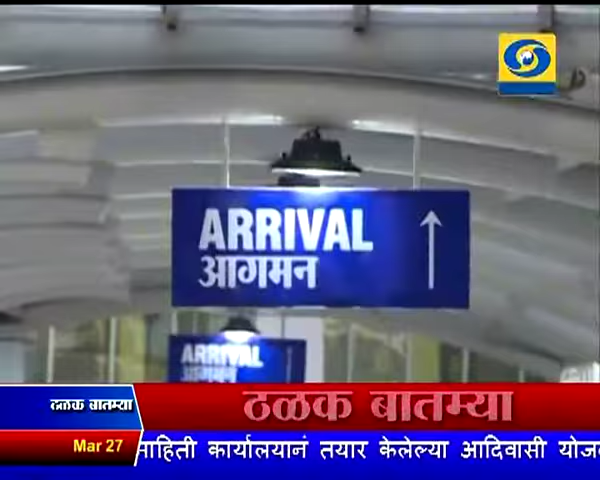 ARRIVAL
आगमन
ARRIVAL
आगमन
ठळक बातम्या
ठळक बातम्या
Mar 27
माहिती कार्यालयानं तयार केलेल्या आदिवासी